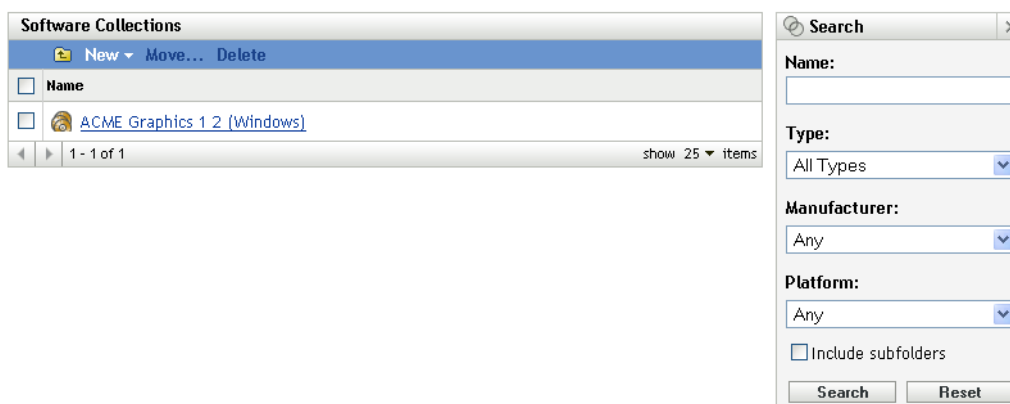 Software Collections
New Move... Delete
Name
ACME Graphics 1 2 (Windows)
1 - 1 of 1 show 25 items
Search
Name:
Type:
All Types
Manufacturer:
Any
Platform:
Any
Include subfolders
Search Reset